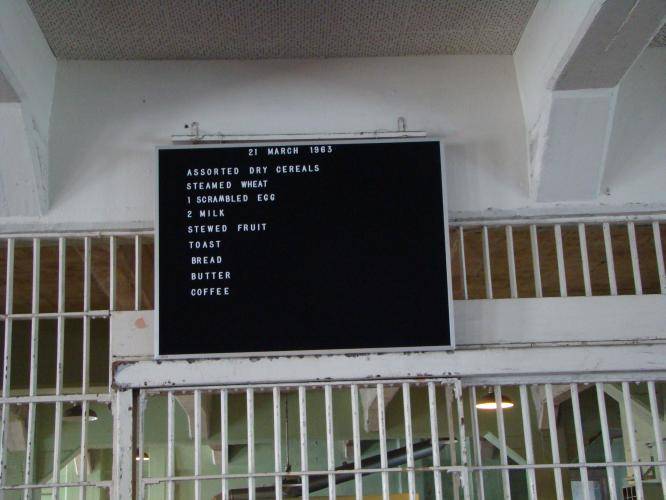 21 MARCH 1963
ASSORTED DRY CEREALS
STEAMED WHEAT
1 SCRAMBLED EGG
2 MILK
STEWED FRUIT
TOAST
BREAD
BUTTER
COFFEE